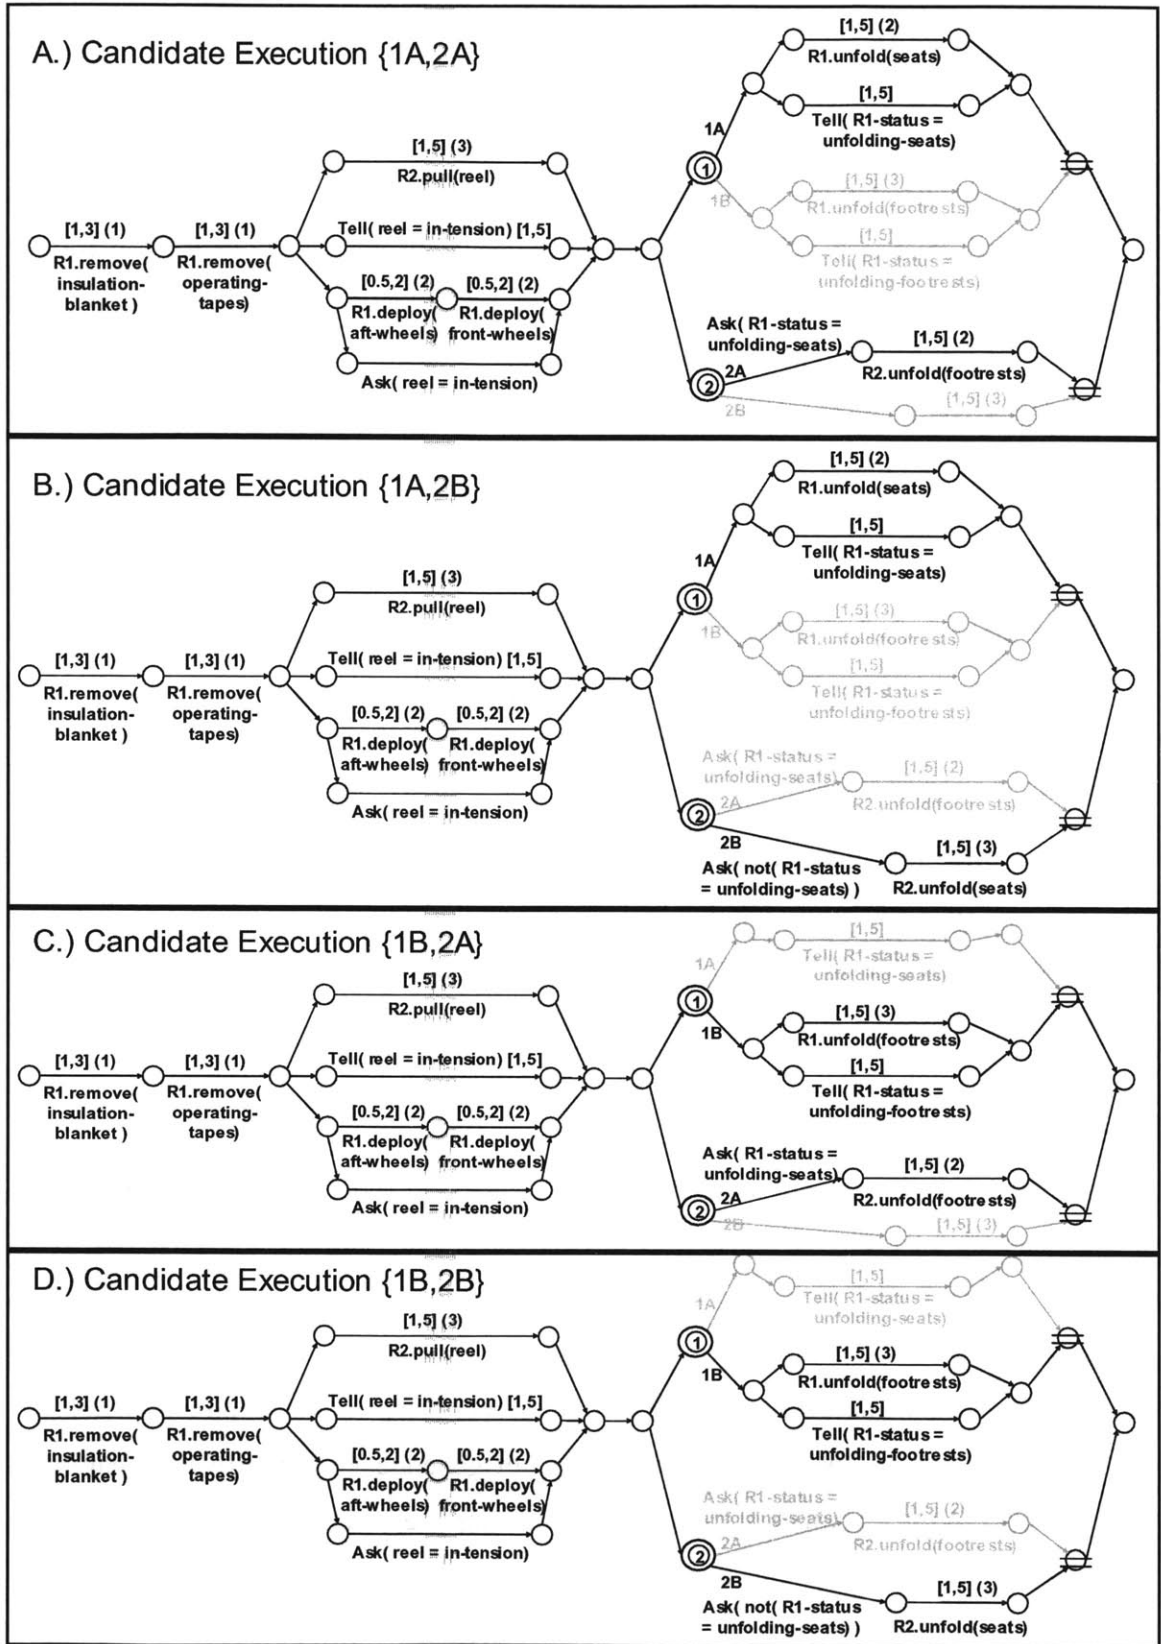 A.) Candidate Execution {1A,2A}
[1,5] (2)
R1.unfold(seats)
[1,5]
Tell( R1-status =
unfolding-seats)
1A
1
1B
[1,5] (3)
R1.unfold(footrests)
[1,5]
Tell( R1-status =
unfolding-footrests)
[1,5] (3)
R2.pull(reel)
Tell( reel = in-tension) [1,5]
[1,3] (1)
[1,3] (1)
R1.remove(
insulation-
blanket )
R1.remove(
operating-
tapes)
[0.5,2] (2)
[0.5,2] (2)
R1.deploy(
aft-wheels)
R1.deploy(
front-wheels)
Ask( reel = in-tension)
Ask( R1-status =
unfolding-seats)
[1,5] (2)
2A
R2.unfold(footrests)
2
2B
[1,5] (3)
B.) Candidate Execution {1A,2B}
[1,5] (2)
R1.unfold(seats)
[1,5]
Tell( R1-status =
unfolding-seats)
1A
1
1B
[1,5] (3)
R1.unfold(footrests)
[1,5]
Tell( R1-status =
unfolding-footrests)
[1,5] (3)
R2.pull(reel)
Tell( reel = in-tension) [1,5]
[1,3] (1)
[1,3] (1)
R1.remove(
insulation-
blanket )
R1.remove(
operating-
tapes)
[0.5,2] (2)
[0.5,2] (2)
R1.deploy(
aft-wheels)
R1.deploy(
front-wheels)
Ask( reel = in-tension)
Ask( R1-status =
unfolding-seats)
[1,5] (2)
2A
R2.unfold(footrests)
2
2B
[1,5] (3)
Ask( not( R1-status
= unfolding-seats) )
R2.unfold(seats)
C.) Candidate Execution {1B,2A}
[1,5]
Tell( R1-status =
unfolding-seats)
1A
1
1B
[1,5] (3)
R1.unfold(footrests)
[1,5]
Tell( R1-status =
unfolding-footrests)
[1,5] (3)
R2.pull(reel)
Tell( reel = in-tension) [1,5]
[1,3] (1)
[1,3] (1)
R1.remove(
insulation-
blanket )
R1.remove(
operating-
tapes)
[0.5,2] (2)
[0.5,2] (2)
R1.deploy(
aft-wheels)
R1.deploy(
front-wheels)
Ask( reel = in-tension)
Ask( R1-status =
unfolding-seats)
[1,5] (2)
2A
R2.unfold(footrests)
2
2B
[1,5] (3)
D.) Candidate Execution {1B,2B}
[1,5]
Tell( R1-status =
unfolding-seats)
1A
1
1B
[1,5] (3)
R1.unfold(footrests)
[1,5]
Tell( R1-status =
unfolding-footrests)
[1,5] (3)
R2.pull(reel)
Tell( reel = in-tension) [1,5]
[1,3] (1)
[1,3] (1)
R1.remove(
insulation-
blanket )
R1.remove(
operating-
tapes)
[0.5,2] (2)
[0.5,2] (2)
R1.deploy(
aft-wheels)
R1.deploy(
front-wheels)
Ask( reel = in-tension)
Ask( R1-status =
unfolding-seats)
[1,5] (2)
2A
R2.unfold(footrests)
2
2B
[1,5] (3)
Ask( not( R1-status
= unfolding-seats) )
R2.unfold(seats)